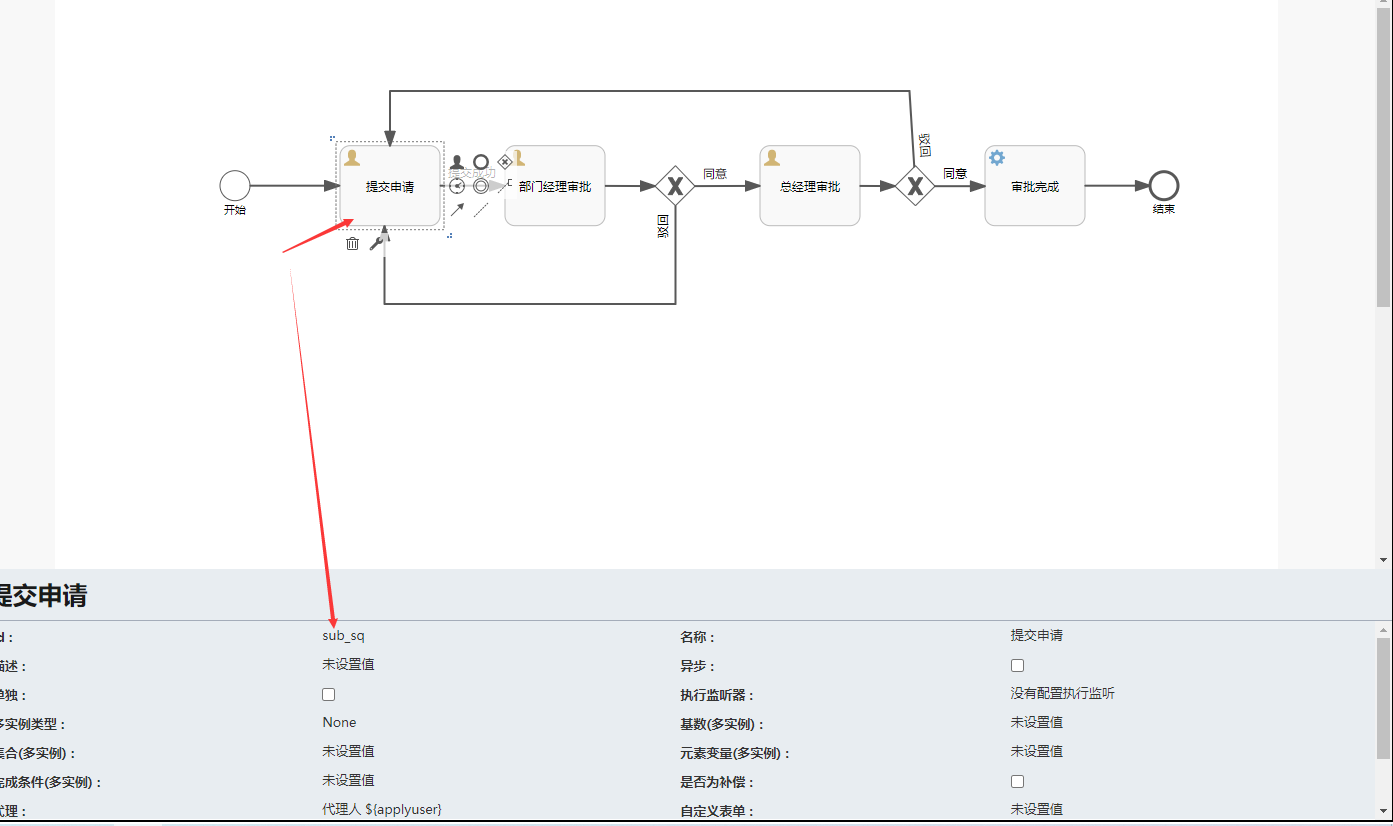 驳回
提交申请
提交成功
部门经理审批
同意
总经理审批
同意
审批完成
开始
结束
驳回
提交申请
sub_sq
名称：
提交申请
描述：
未设置值
异步：
单独：
执行监听器：
没有配置执行监听
多实例类型：
None
基数(多实例)：
未设置值
集合(多实例)：
未设置值
元素变量(多实例)：
未设置值
完成条件(多实例)：
未设置值
是否为补偿：
代理：
代理人 ${applyuser}
自定义表单：
未设置值